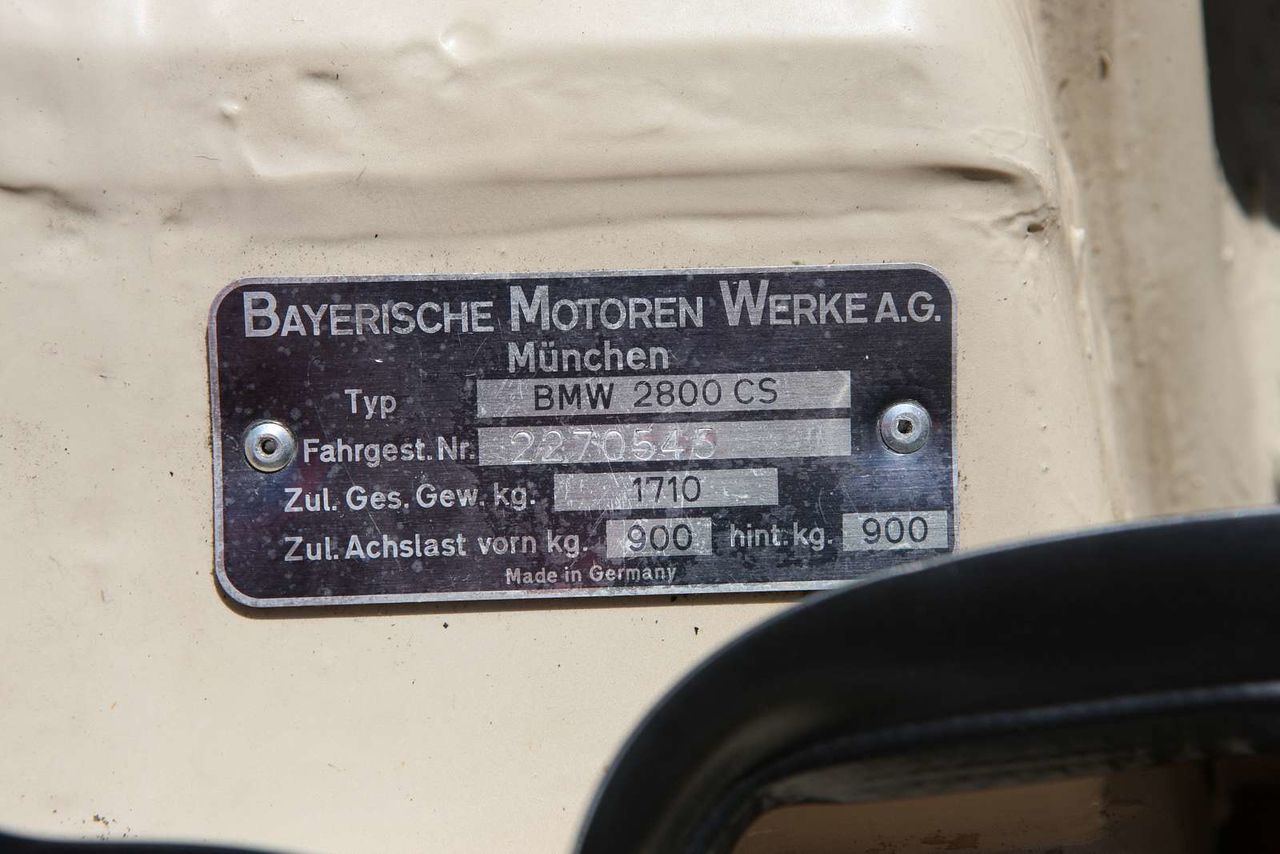 BAYERISCHE MOTOREN WERKE A.G.
München
Typ BMW 2800 CS
Fahrgest. Nr. 2270545
Zul. Ges. Gew. kg. 1710
Zul. Achslast vorn kg. 900 hint. kg. 900
Made in Germany